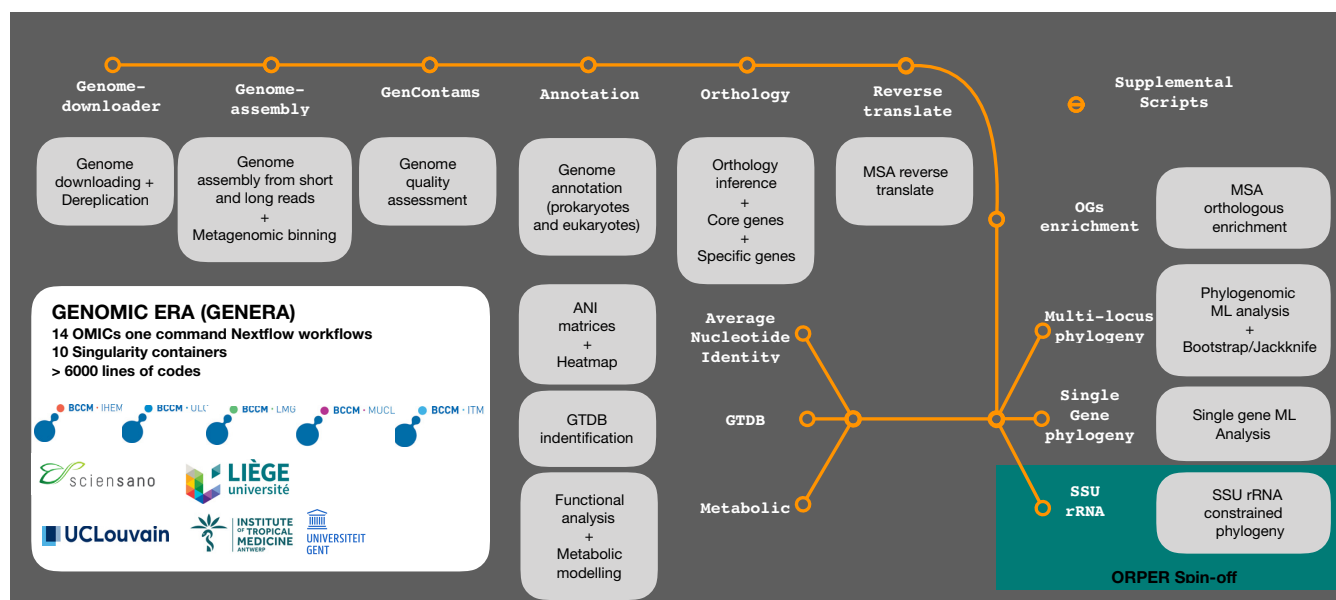 Genome-
downloader
Genome-
assembly
GenContams
Annotation
Orthology
Reverse
translate
Supplemental
Scripts
Genome
downloading +
Dereplication
Genome
assembly from short
and long reads
+
Metagenomic binning
Genome
quality
assessment
Genome
annotation
(prokaryotes
and eukaryotes)
Orthology
inference
+
Core genes
+
Specific genes
MSA reverse
translate
OGs
enrichment
MSA
orthologous
enrichment
GENOMIC ERA (GENERA)
14 OMICs one command Nextflow workflows
10 Singularity containers
> 6000 lines of codes
BCCM · IHEM
BCCM · ULC
BCCM · LMG
BCCM · MUCL
BCCM · ITM
sciensano
LIÈGE
université
UCLouvain
INSTITUTE
OF TROPICAL
MEDICINE
ANTWERP
UNIVERSITEIT
GENT
ANI
matrices
+
Heatmap
Average
Nucleotide
Identity
GTDB
indentification
GTDB
Functional
analysis
+
Metabolic
modelling
Metabolic
Multi-locus
phylogeny
Phylogenomic
ML analysis
+
Bootstrap/Jackknife
Single
Gene
phylogeny
Single gene ML
Analysis
SSU
rRNA
SSU rRNA
constrained
phylogeny
ORPER Spin-off